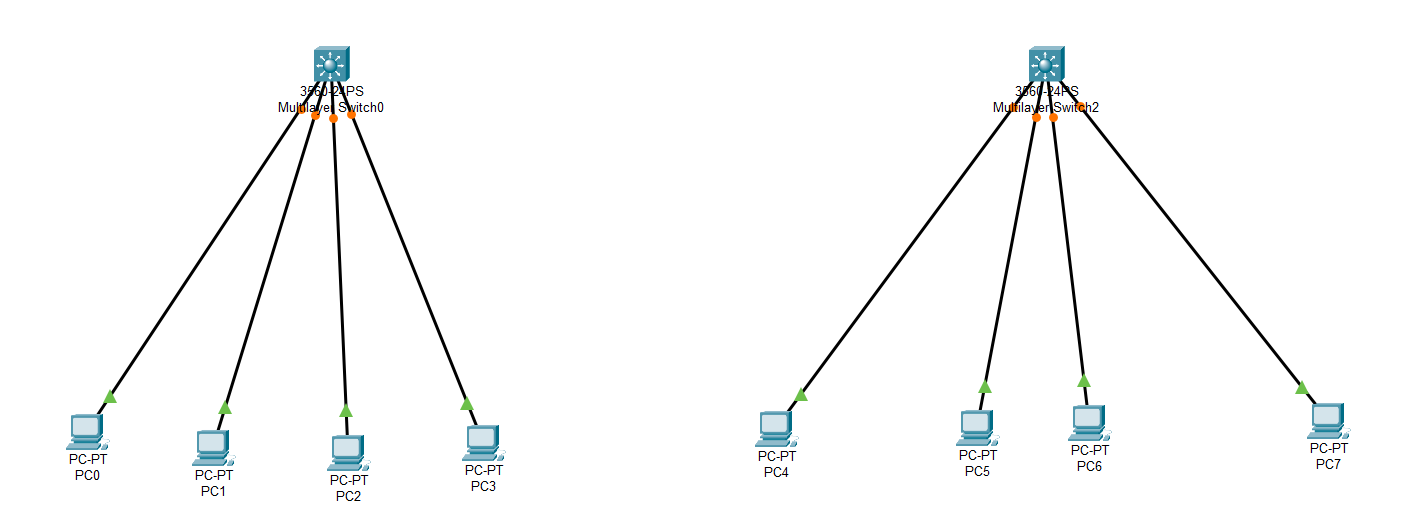 3560-24PS
Multilayer Switch0
3560-24PS
Multilayer Switch2
PC-PT
PC0
PC-PT
PC1
PC-PT
PC2
PC-PT
PC3
PC-PT
PC4
PC-PT
PC5
PC-PT
PC6
PC-PT
PC7